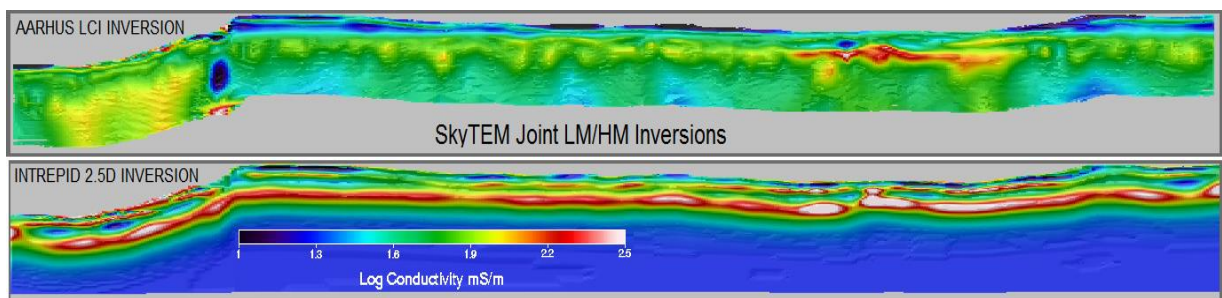 AARHUS LCI INVERSION
SkyTEM Joint LM/HM Inversions
INTREPID 2.5D INVERSION
1 1.3 1.6 1.9 2.2 2.5
Log Conductivity mS/m